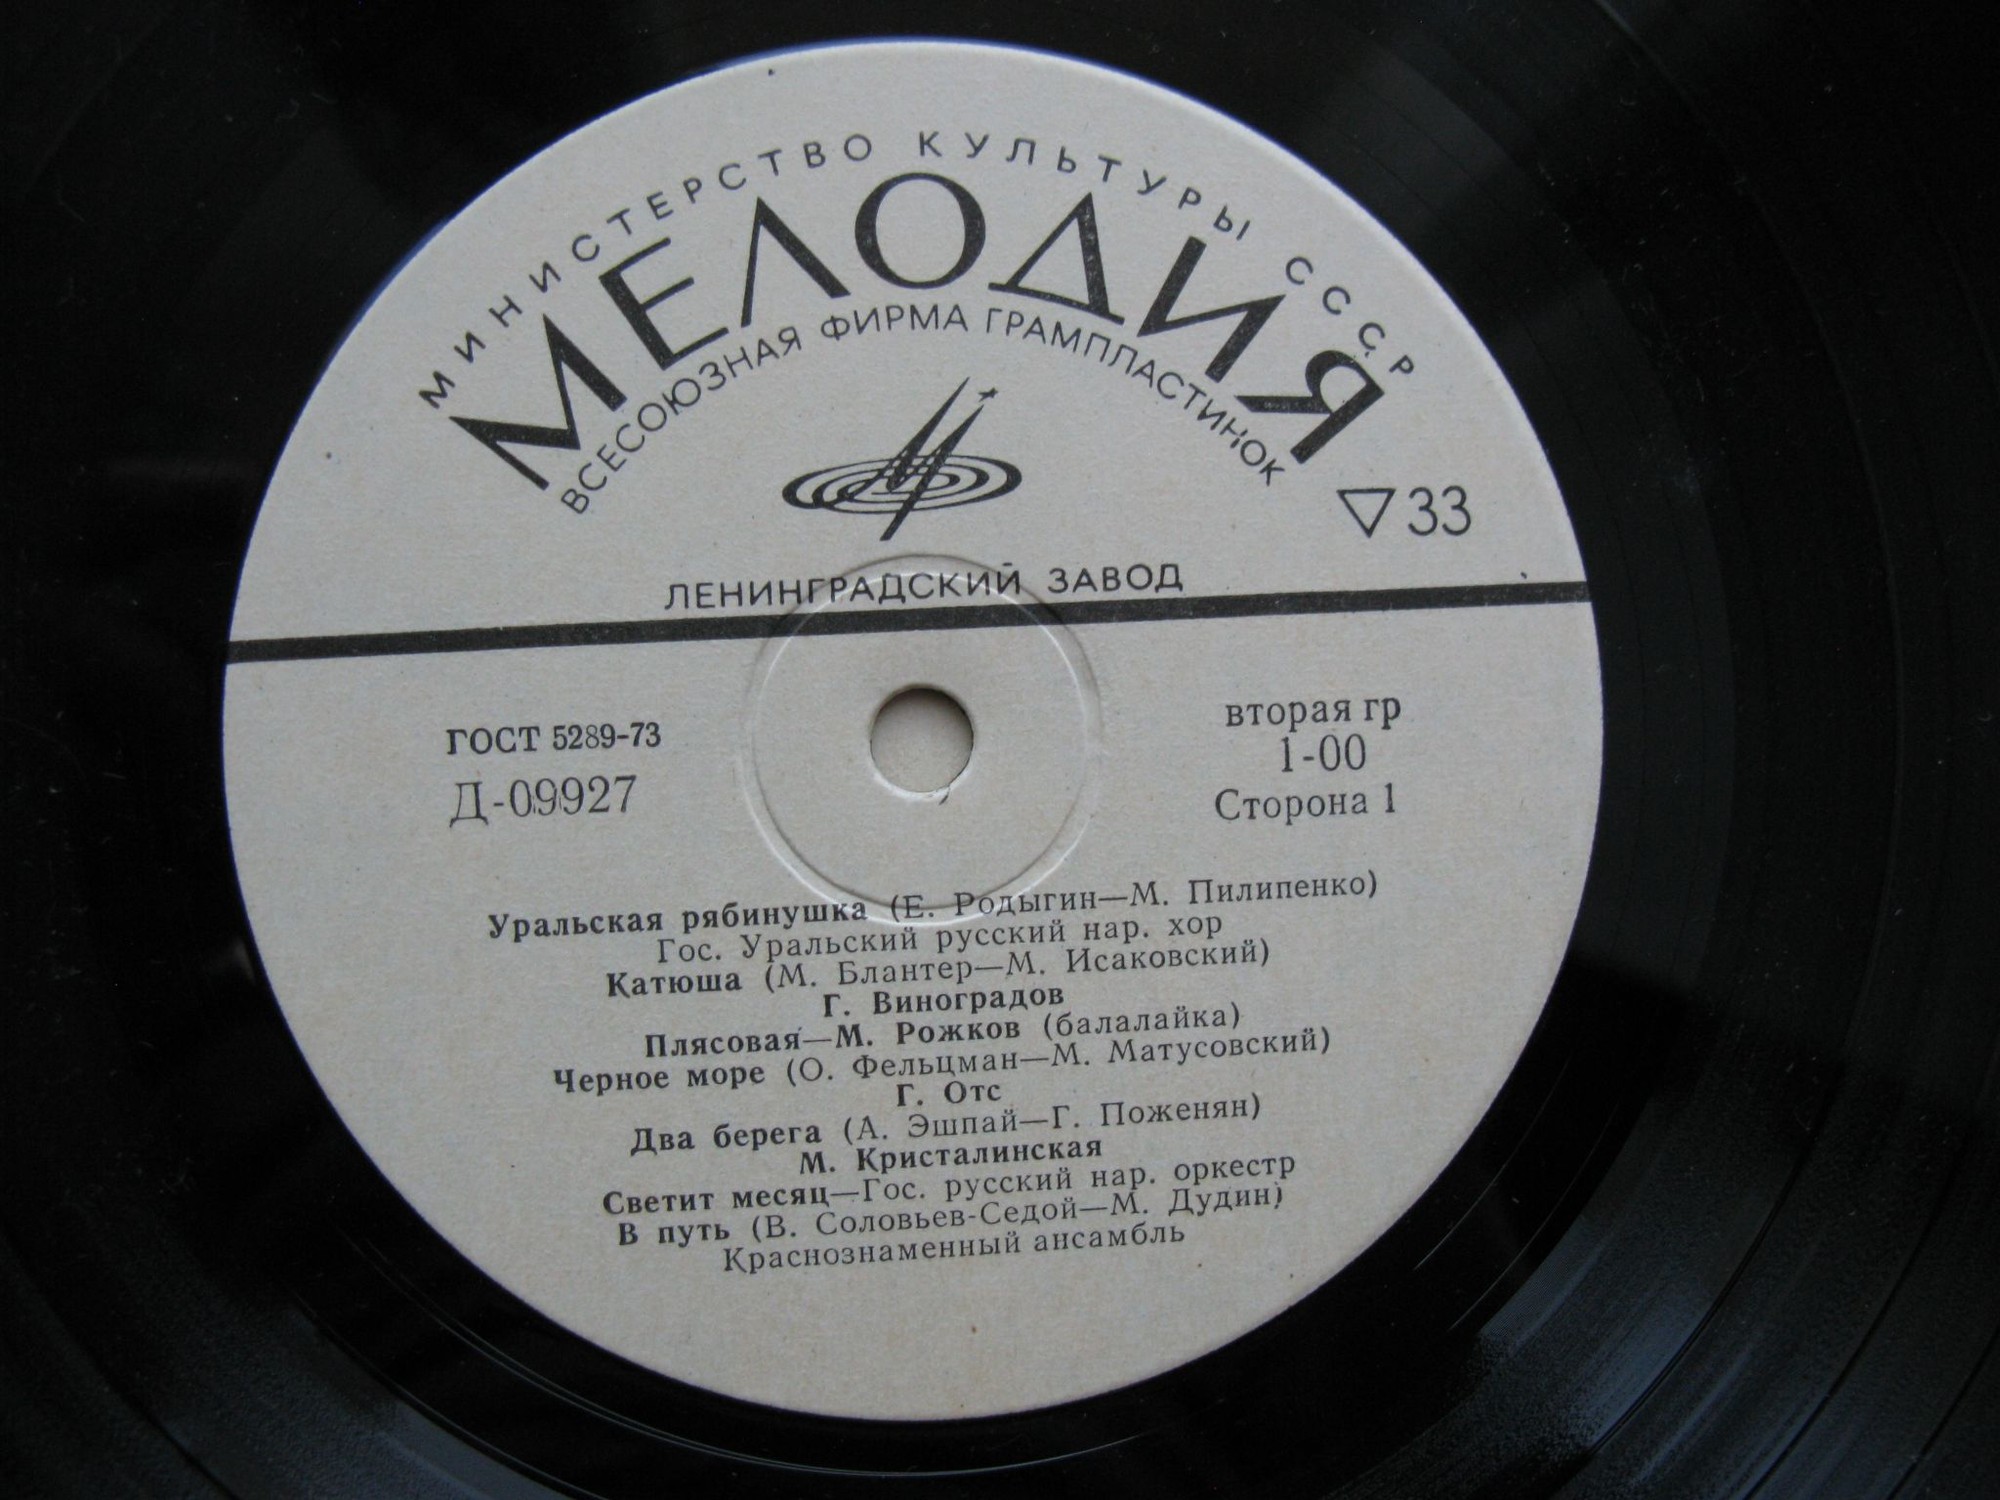 МИНИСТЕРСТВО КУЛЬТУРЫ СССР
МЕЛОДИЯ
ВСЕСОЮЗНАЯ ФИРМА ГРАМПЛАСТИНОК
33
ЛЕНИНГРАДСКИЙ ЗАВОД
ГОСТ 5289-73
Д-09927
вторая гр
1-00
Сторона 1
Уральская рябинушка (Е. Родыгин—М. Пилипенко)
Гос. Уральский русский нар. хор
Катюша (М. Блантер—М. Исаковский)
Г. Виноградов
Плясовая—М. Рожков (балалайка)
Черное море (О. Фельцман—М. Матусовский)
Г. Отс
Два берега (А. Эшпай—Г. Поженян)
М. Кристалинская
Светит месяц—Гос. русский нар. оркестр
В путь (В. Соловьев-Седой—М. Дудин)
Краснознаменный ансамбль